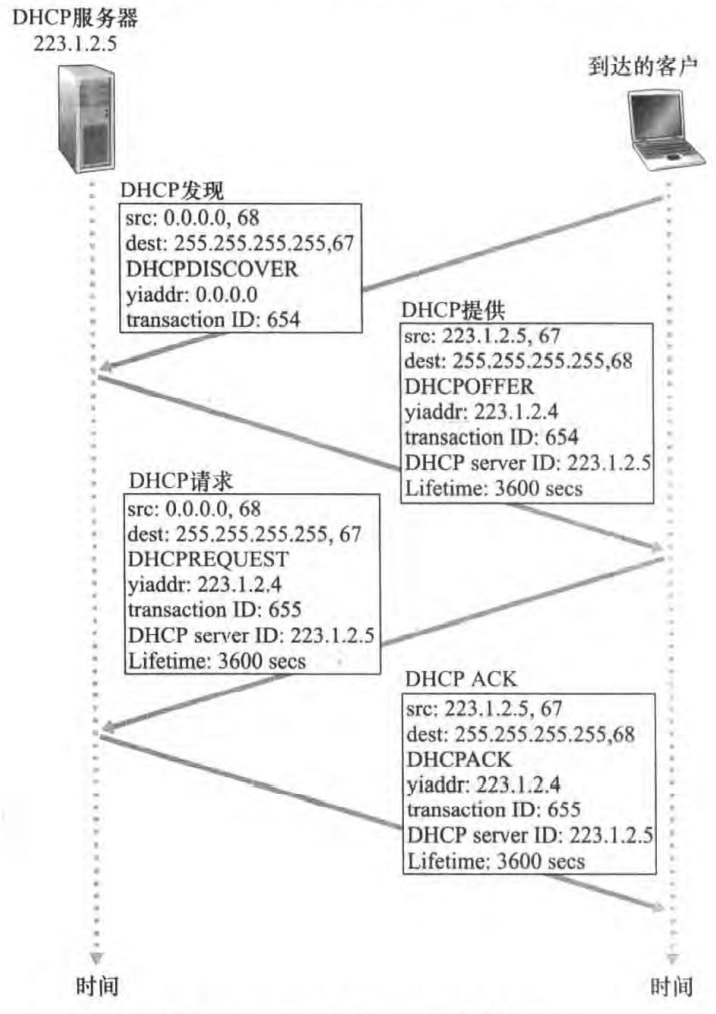 DHCP服务器
223.1.2.5
到达的客户
DHCP发现
src: 0.0.0.0, 68
dest: 255.255.255.255,67
DHCPDISCOVER
yiaddr: 0.0.0.0
transaction ID: 654
DHCP提供
src: 223.1.2.5, 67
dest: 255.255.255.255,68
DHCPOFFER
yiaddr: 223.1.2.4
transaction ID: 654
DHCP server ID: 223.1.2.5
Lifetime: 3600 secs
DHCP请求
src: 0.0.0.0, 68
dest: 255.255.255.255, 67
DHCPREQUEST
yiaddr: 223.1.2.4
transaction ID: 655
DHCP server ID: 223.1.2.5
Lifetime: 3600 secs
DHCP ACK
src: 223.1.2.5, 67
dest: 255.255.255.255,68
DHCPACK
yiaddr: 223.1.2.4
transaction ID: 655
DHCP server ID: 223.1.2.5
Lifetime: 3600 secs
时间
时间